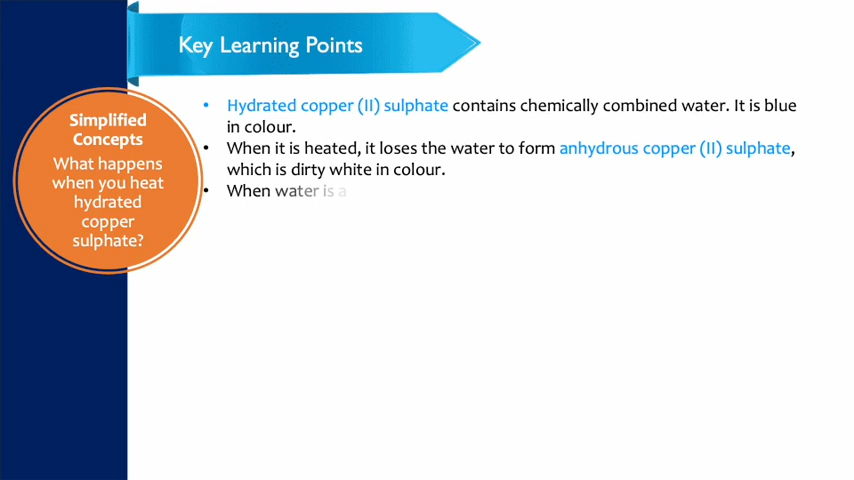 Key Learning Points
Simplified
Concepts
What happens
when you heat
hydrated
copper
sulphate?
• Hydrated copper (II) sulphate contains chemically combined water. It is blue
in colour.
• When it is heated, it loses the water to form anhydrous copper (II) sulphate,
which is dirty white in colour.
• When water is a